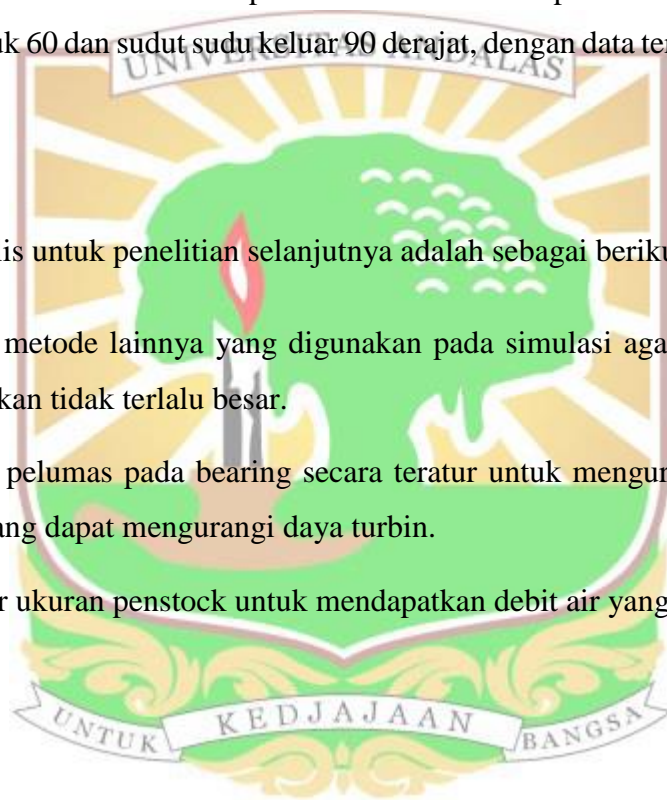 uk 60 dan sudut sudu keluar 90 derajat, dengan data ter
UNIVERSITAS ANDALAS
lis untuk penelitian selanjutnya adalah sebagai beriku
metode lainnya yang digunakan pada simulasi aga
kan tidak terlalu besar.
pelumas pada bearing secara teratur untuk mengur
ang dapat mengurangi daya turbin.
r ukuran penstock untuk mendapatkan debit air yang
UNTUK KEDJAJAAN BANGSA